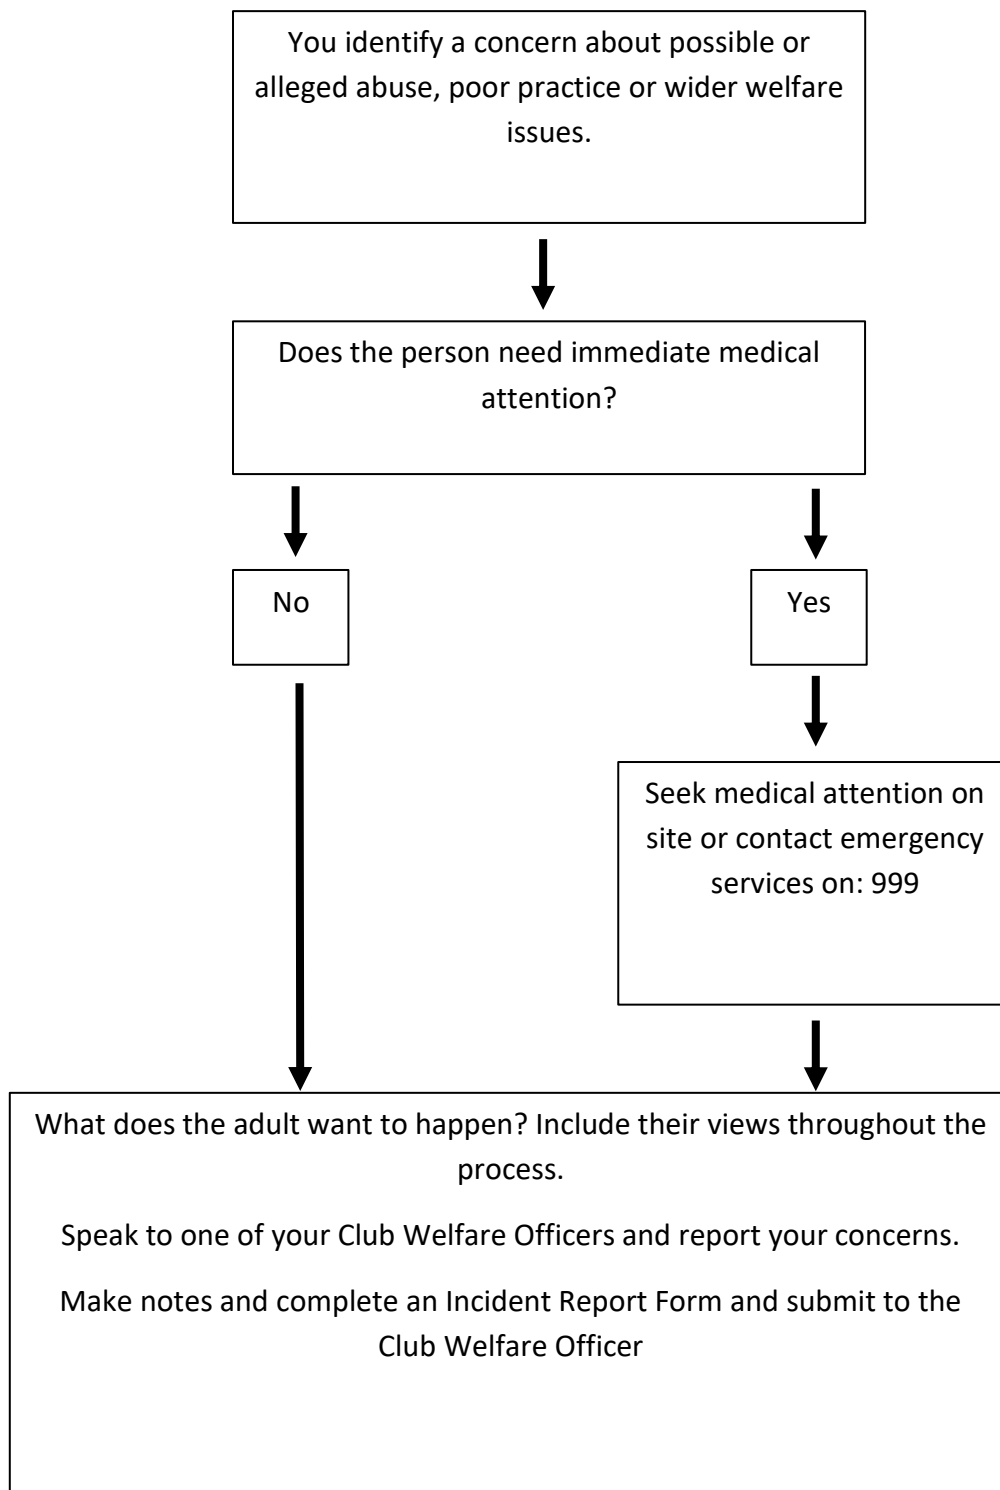 You identify a concern about possible or
alleged abuse, poor practice or wider welfare
issues.
Does the person need immediate medical
attention?
No
Yes
Seek medical attention on
site or contact emergency
services on: 999
What does the adult want to happen? Include their views throughout the
process.
Speak to one of your Club Welfare Officers and report your concerns.
Make notes and complete an Incident Report Form and submit to the
Club Welfare Officer